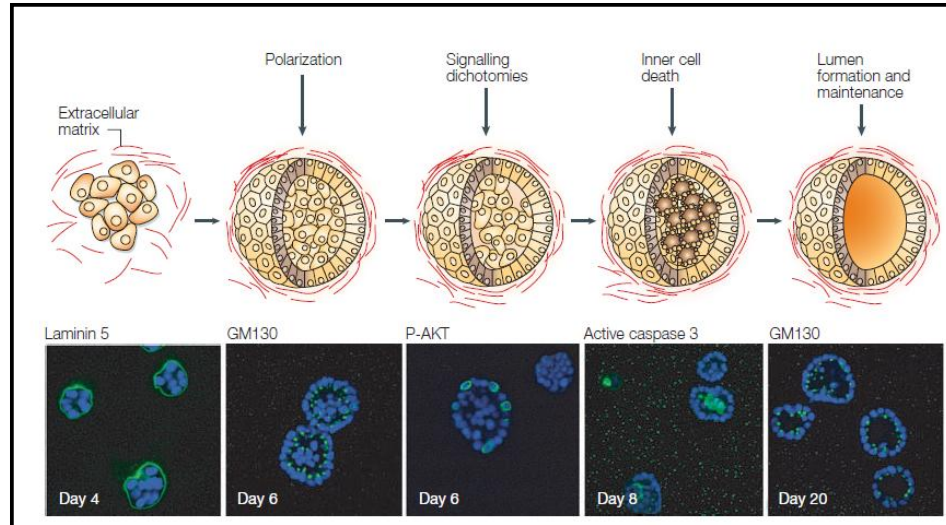 Polarization
Signalling
dichotomies
Inner cell
death
Lumen
formation and
maintenance
Extracellular
matrix
Laminin 5
GM130
P-AKT
Active caspase 3
GM130
Day 4
Day 6
Day 6
Day 8
Day 20